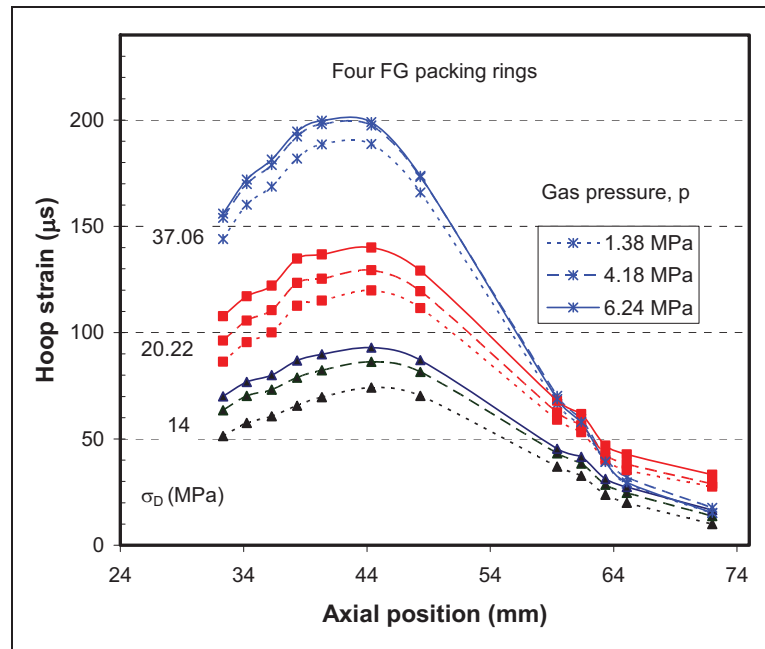 Four FG packing rings
200
Gas pressure, p
150
37.06
1.38 MPa
4.18 MPa
6.24 MPa
Hoop strain (μs)
100
20.22
50
14
σD (MPa)
0
24 34 44 54 64 74
Axial position (mm)